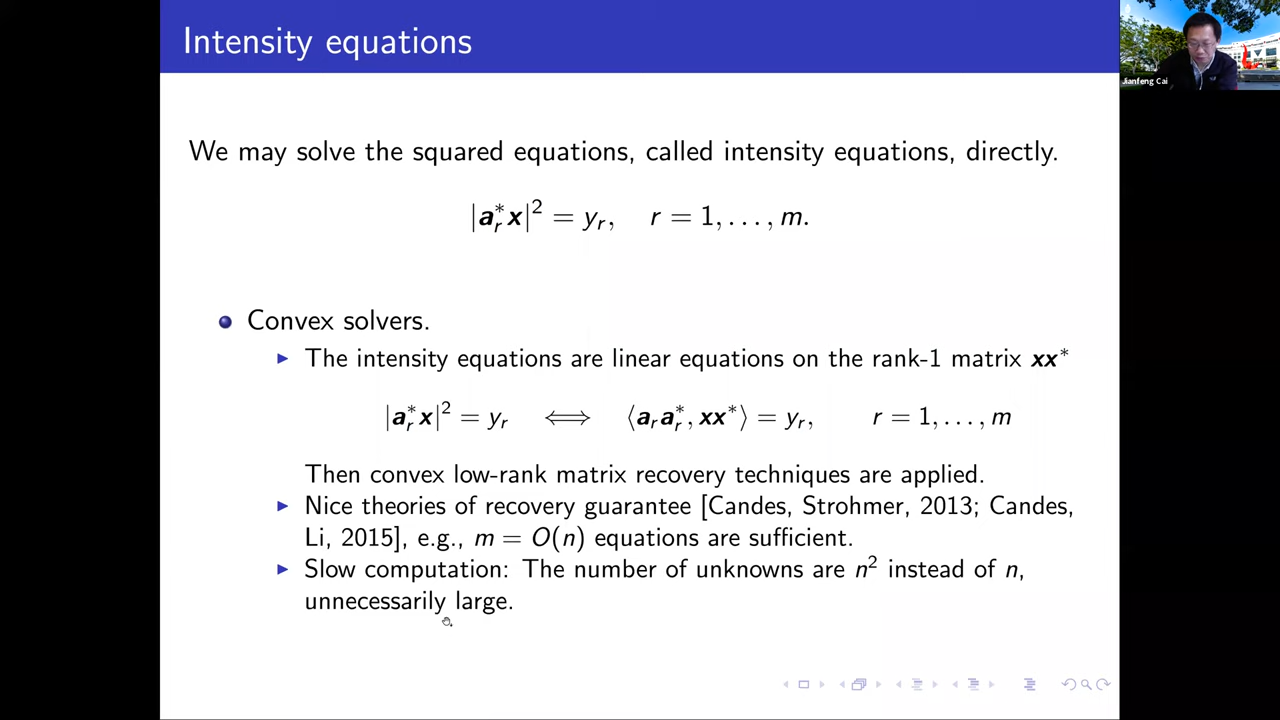 Intensity equations
Jianfeng Cai
We may solve the squared equations, called intensity equations, directly.
|a_r^* x|^2 = y_r, r = 1, . . . , m.
Convex solvers.
The intensity equations are linear equations on the rank-1 matrix xx^*
|a_r^* x|^2 = y_r ⟺ ⟨a_r a_r^*, xx^*⟩ = y_r, r = 1, . . . , m
Then convex low-rank matrix recovery techniques are applied.
Nice theories of recovery guarantee [Candes, Strohmer, 2013; Candes,
Li, 2015], e.g., m = O(n) equations are sufficient.
Slow computation: The number of unknowns are n^2 instead of n,
unnecessarily large.